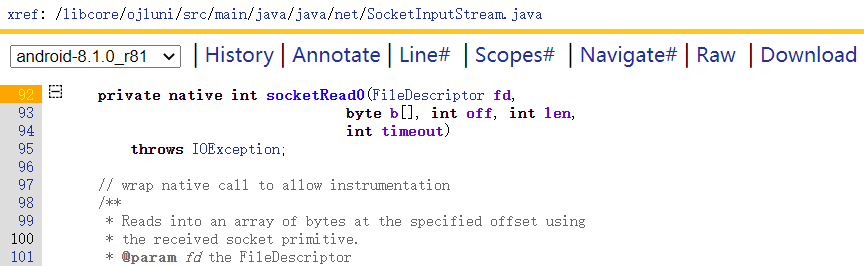 xref: /libcore/ojluni/src/main/java/java/net/SocketInputStream.java
android-8.1.0_r81 | History | Annotate | Line# | Scopes# | Navigate# | Raw | Download
92 private native int socketRead0(FileDescriptor fd,
93 byte b[], int off, int len,
94 int timeout)
95 throws IOException;
96
97 // wrap native call to allow instrumentation
98 /**
99 * Reads into an array of bytes at the specified offset using
100 * the received socket primitive.
101 * @param fd the FileDescriptor